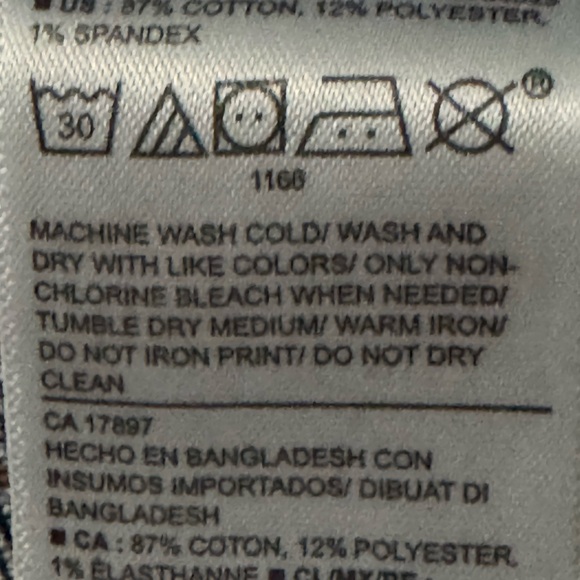 ■ US : 87% COTTON, 12% POLYESTER,
1% SPANDEX
30
®
1166
MACHINE WASH COLD/ WASH AND
DRY WITH LIKE COLORS/ ONLY NON-
CHLORINE BLEACH WHEN NEEDED/
TUMBLE DRY MEDIUM/ WARM IRON/
DO NOT IRON PRINT/ DO NOT DRY
CLEAN
CA 17897
HECHO EN BANGLADESH CON
INSUMOS IMPORTADOS/ DIBUAT DI
BANGLADESH
■ CA : 87% COTON, 12% POLYESTER,
1% ÉLASTHANNE ■